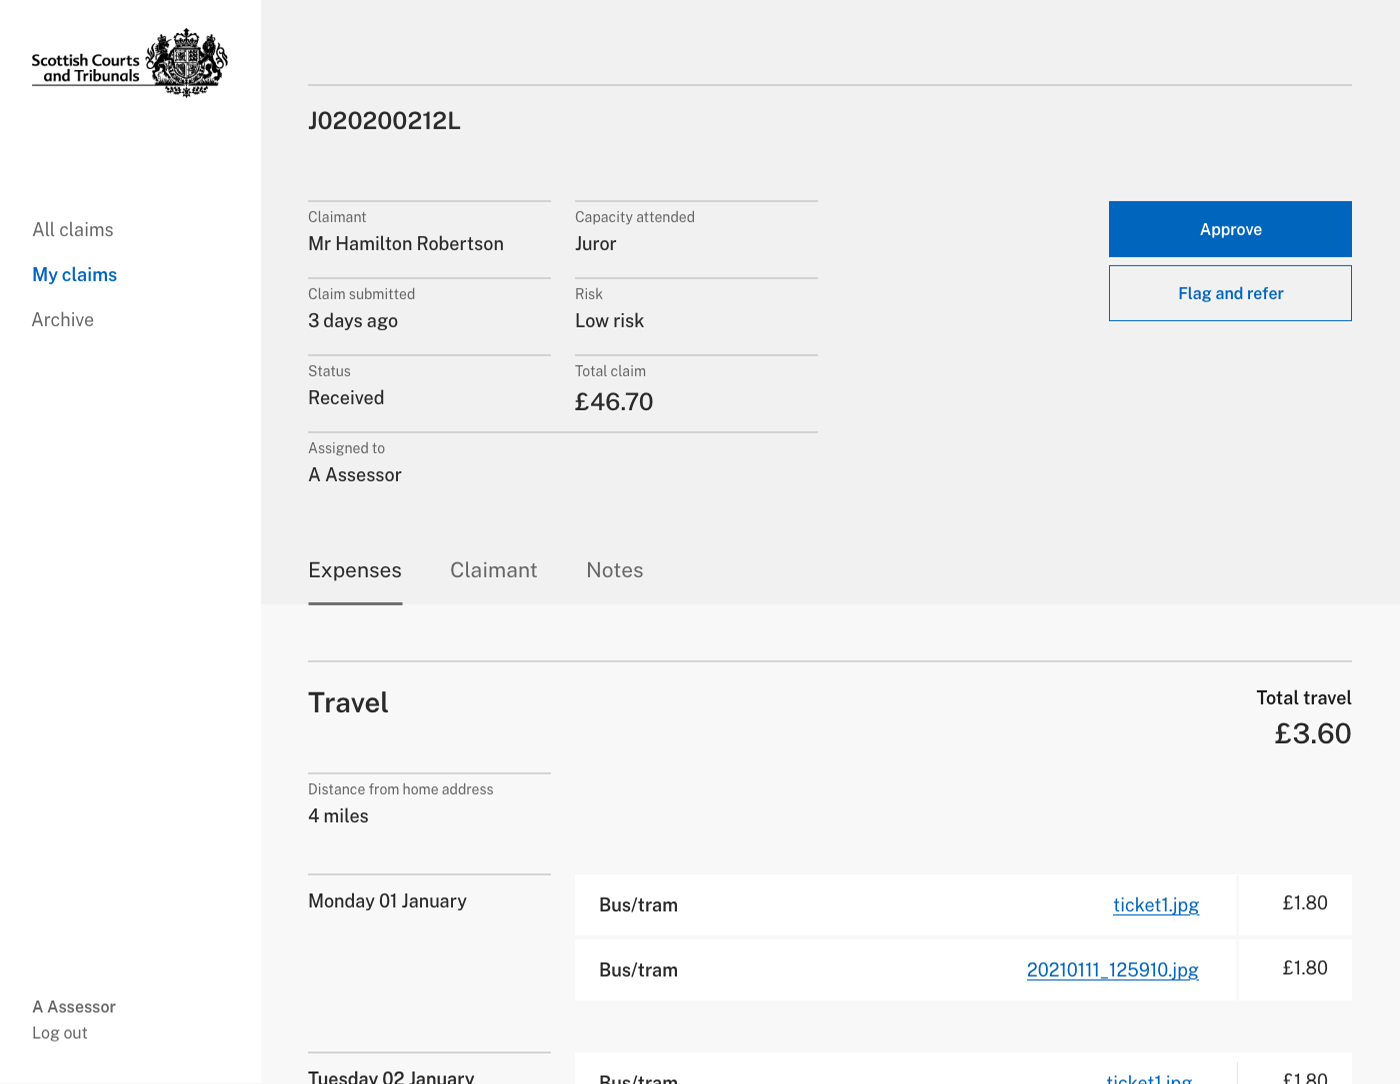 Scottish Courts
and Tribunals
All claims
My claims
Archive
A Assessor
Log out
J020200212L
Claimant
Mr Hamilton Robertson
Capacity attended
Juror
Claim submitted
3 days ago
Risk
Low risk
Status
Received
Total claim
£46.70
Assigned to
A Assessor
Approve
Flag and refer
Expenses Claimant Notes
Travel
Total travel
£3.60
Distance from home address
4 miles
Monday 01 January
Bus/tram ticket1.jpg £1.80
Bus/tram 20210111_125910.jpg £1.80
Tuesday 02 January
Bus/tram ticket1.jpg £1.80